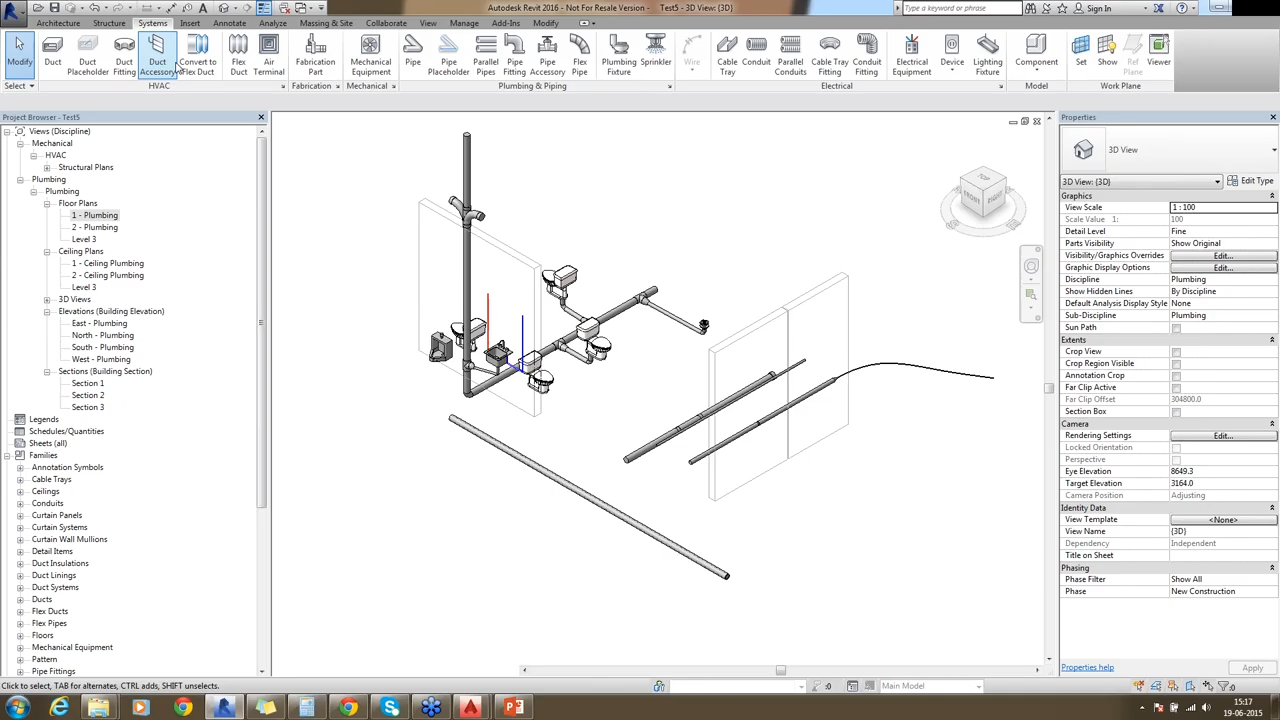 Autodesk Revit 2016 - Not For Resale Version - Test5 - 3D View: {3D}
Type a keyword or phrase
Sign In
Architecture Structure Systems Insert Annotate Analyze Massing & Site Collaborate View Manage Add-Ins Modify
Modify
Duct
Duct Placeholder
Duct Fitting
Duct Accessory
Convert to Flex Duct
Flex Duct
Air Terminal
Fabrication Part
Mechanical Equipment
Pipe
Pipe Placeholder
Parallel Pipes
Pipe Fitting
Pipe Accessory
Flex Pipe
Plumbing Fixture
Sprinkler
Wire
Cable Tray
Conduit
Parallel Conduits
Cable Tray Fitting
Conduit Fitting
Electrical Equipment
Device
Lighting Fixture
Component
Set
Show
Ref Plane
Viewer
Select
HVAC
Fabrication
Mechanical
Plumbing & Piping
Electrical
Model
Work Plane
Project Browser - Test5
Views (Discipline)
Mechanical
HVAC
Structural Plans
Plumbing
Plumbing
Floor Plans
1 - Plumbing
2 - Plumbing
Level 3
Ceiling Plans
1 - Ceiling Plumbing
2 - Ceiling Plumbing
Level 3
3D Views
Elevations (Building Elevation)
East - Plumbing
North - Plumbing
South - Plumbing
West - Plumbing
Sections (Building Section)
Section 1
Section 2
Section 3
Legends
Schedules/Quantities
Sheets (all)
Families
Annotation Symbols
Cable Trays
Ceilings
Conduits
Curtain Panels
Curtain Systems
Curtain Wall Mullions
Detail Items
Duct Insulations
Duct Linings
Duct Systems
Ducts
Flex Ducts
Flex Pipes
Floors
Mechanical Equipment
Pattern
Pipe Fittings
TOP
FRONT
RIGHT
Properties
3D View
3D View: {3D}
Edit Type
Graphics
View Scale 1 : 100
Scale Value 1: 100
Detail Level Fine
Parts Visibility Show Original
Visibility/Graphics Overrides Edit...
Graphic Display Options Edit...
Discipline Plumbing
Show Hidden Lines By Discipline
Default Analysis Display Style None
Sub-Discipline Plumbing
Sun Path
Extents
Crop View
Crop Region Visible
Annotation Crop
Far Clip Active
Far Clip Offset 304800.0
Section Box
Camera
Rendering Settings Edit...
Locked Orientation
Perspective
Eye Elevation 8649.3
Target Elevation 3164.0
Camera Position Adjusting
Identity Data
View Template <None>
View Name {3D}
Dependency Independent
Title on Sheet
Phasing
Phase Filter Show All
Phase New Construction
Properties help
Apply
Click to select, TAB for alternates, CTRL adds, SHIFT unselects.
:0
Main Model
:0
15:17
19-06-2015